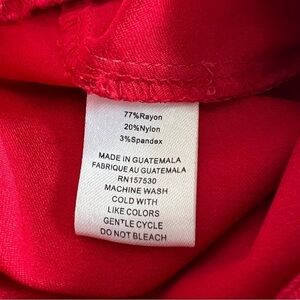 77%Rayon
20%Nylon
3%Spandex
MADE IN GUATEMALA
FABRIQUE AU GUATEMALA
RN157530
MACHINE WASH
COLD WITH
LIKE COLORS
GENTLE CYCLE
DO NOT BLEACH